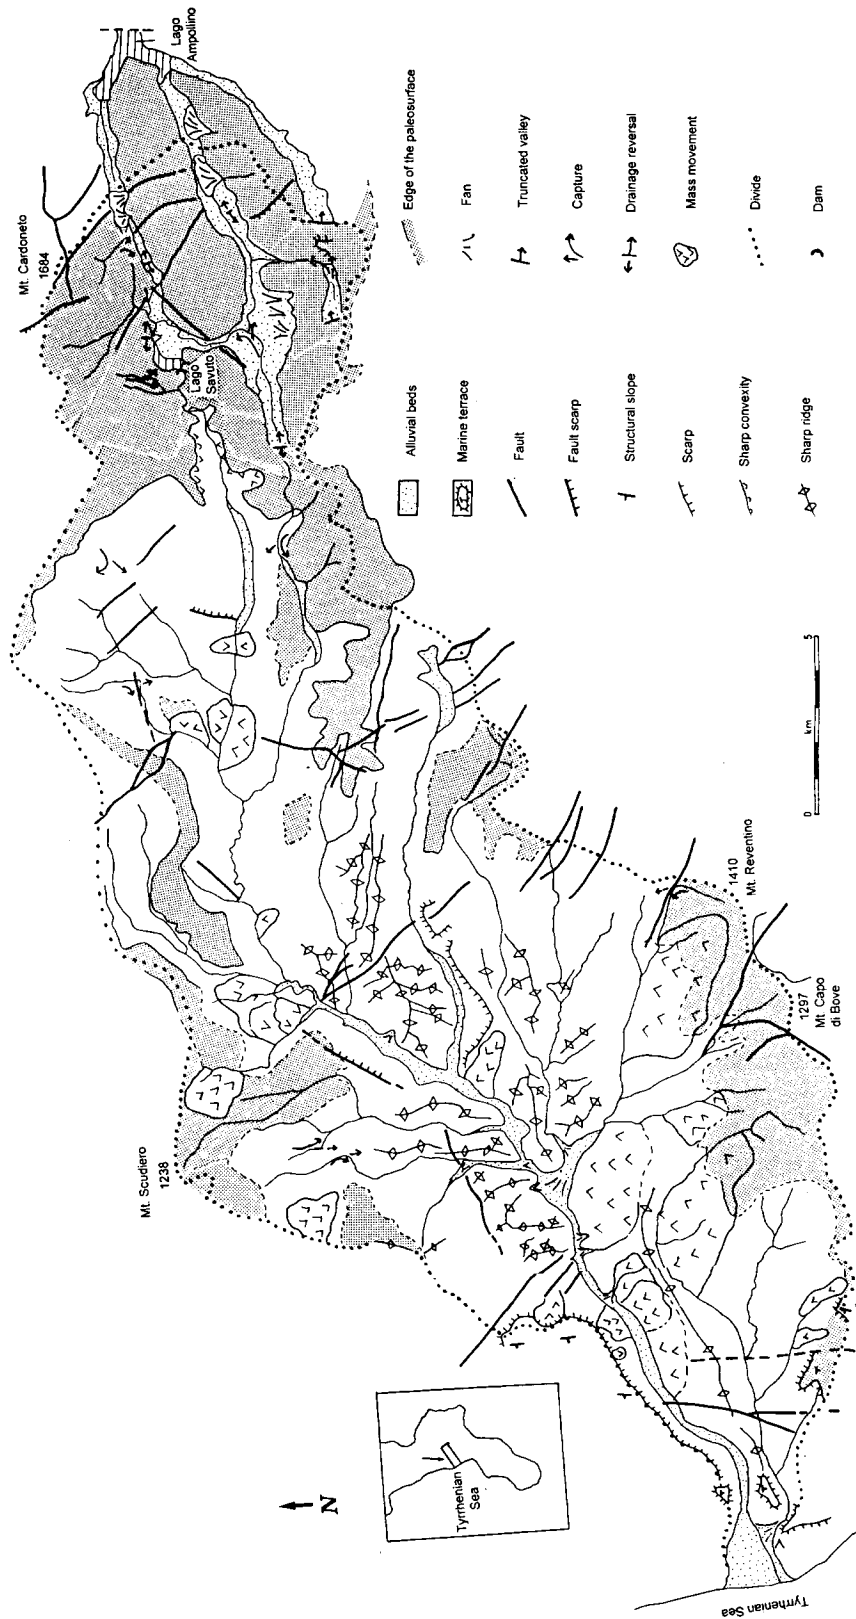 Mt. Cardoneto
1684
Lago
Ampollino
Lago
Savuto
Mt. Scudiero
1238
1410
Mt. Reventino
1297
Mt. Capo
di Bove
Tyrrhenian Sea
N
Tyrrhenian
Sea
0 km 5
Alluvial beds
Marine terrace
Fault
Fault scarp
Structural slope
Scarp
Sharp convexity
Sharp ridge
Edge of the paleosurface
Fan
Truncated valley
Capture
Drainage reversal
Mass movement
Divide
Dam